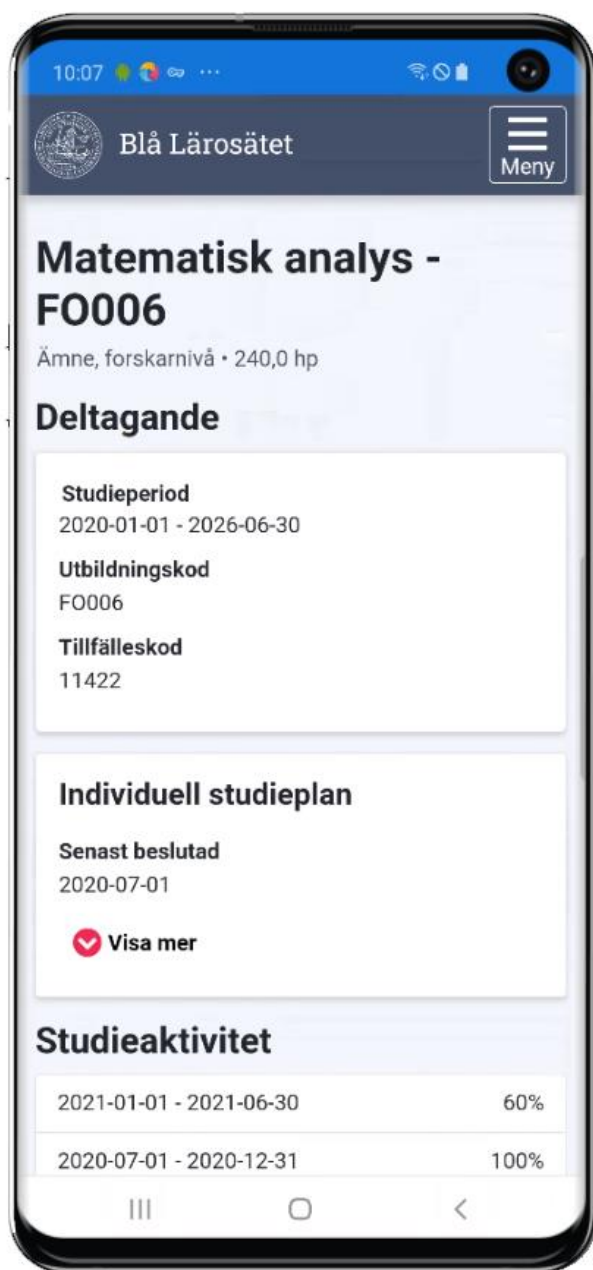 10:07
Blå Lärosätet
Meny
Matematisk analys -
FO006
Ämne, forskarnivå • 240,0 hp
Deltagande
Studieperiod
2020-01-01 - 2026-06-30
Utbildningskod
FO006
Tillfälleskod
11422
Individuell studieplan
Senast beslutad
2020-07-01
Visa mer
Studieaktivitet
2021-01-01 - 2021-06-30 60%
2020-07-01 - 2020-12-31 100%